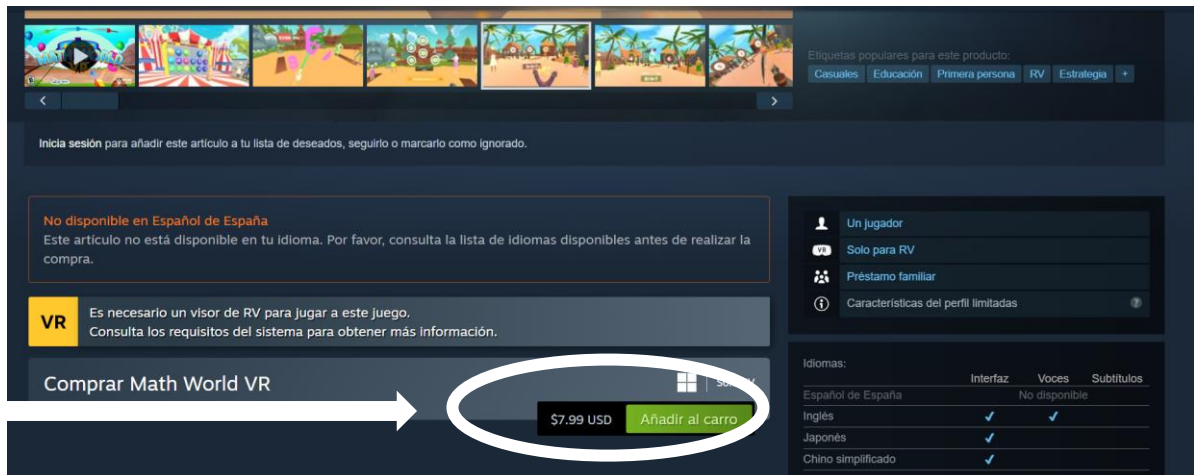 Etiquetas populares para este producto:
Casuales Educación Primera persona RV Estrategia +
Inicia sesión para añadir este artículo a tu lista de deseados, seguirlo o marcarlo como ignorado.
No disponible en Español de España
Este artículo no está disponible en tu idioma. Por favor, consulta la lista de idiomas disponibles antes de realizar la
compra.
VR
Es necesario un visor de RV para jugar a este juego.
Consulta los requisitos del sistema para obtener más información.
Comprar Math World VR
$7.99 USD Añadir al carro
Un jugador
VR Solo para RV
Préstamo familiar
Características del perfil limitadas ?
Idiomas:
Interfaz Voces Subtítulos
Español de España No disponible
Inglés ✓ ✓
Japonés ✓
Chino simplificado ✓